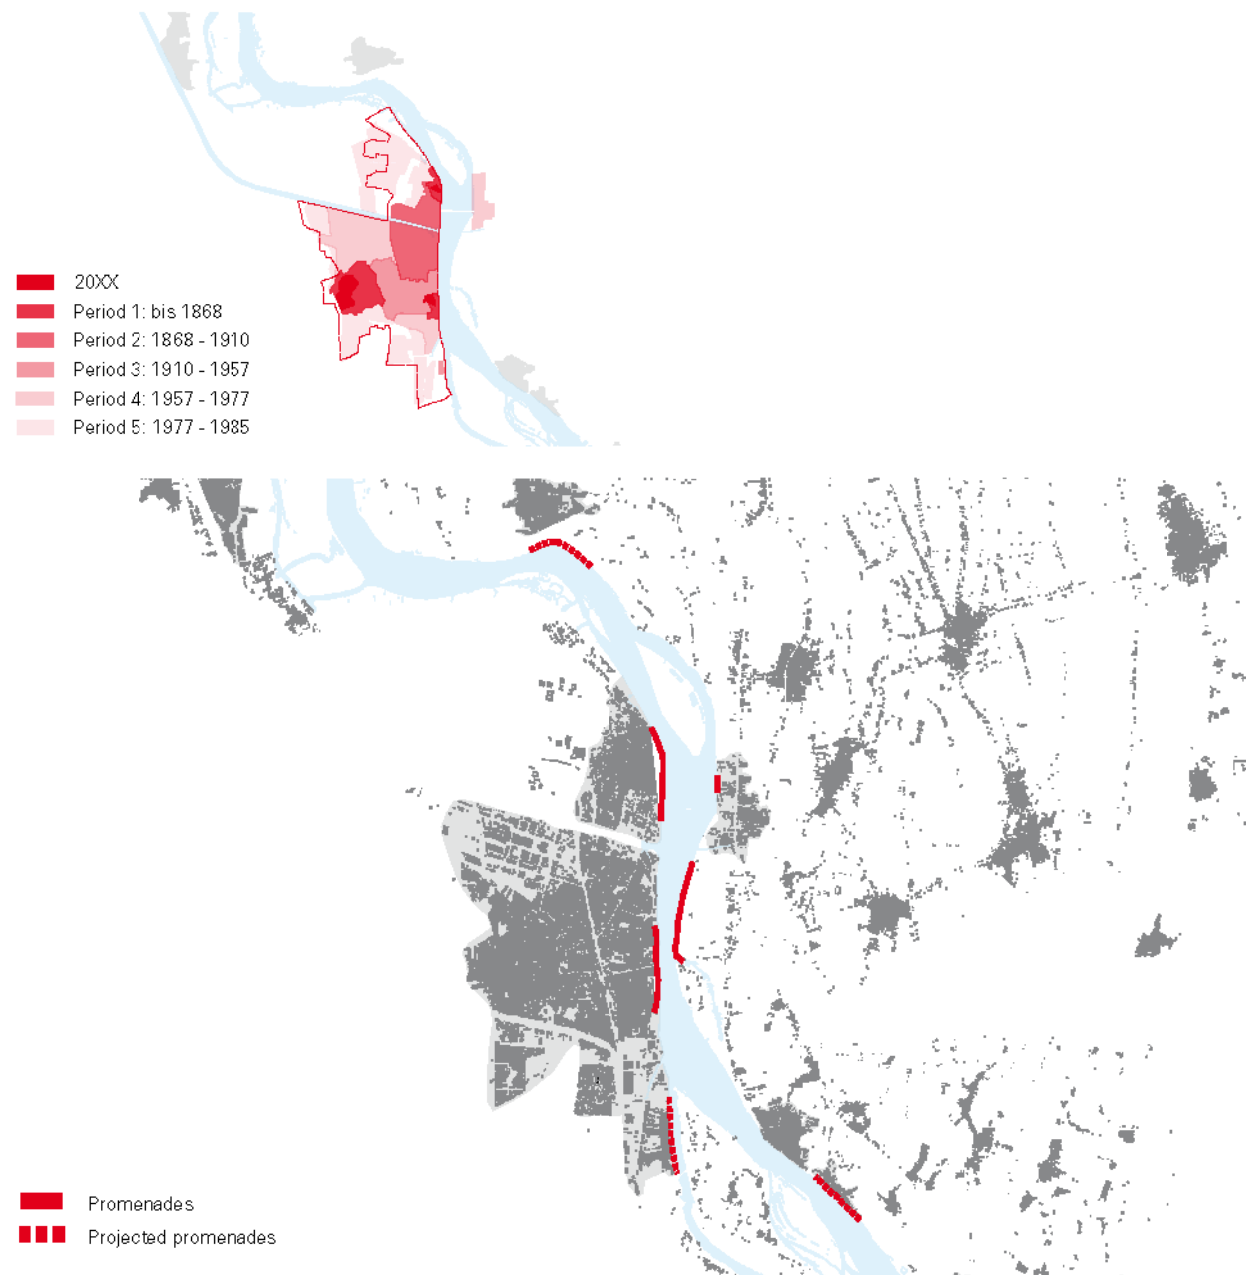 20XX
Period 1: bis 1868
Period 2: 1868 - 1910
Period 3: 1910 - 1957
Period 4: 1957 - 1977
Period 5: 1977 - 1985
Promenades
Projected promenades